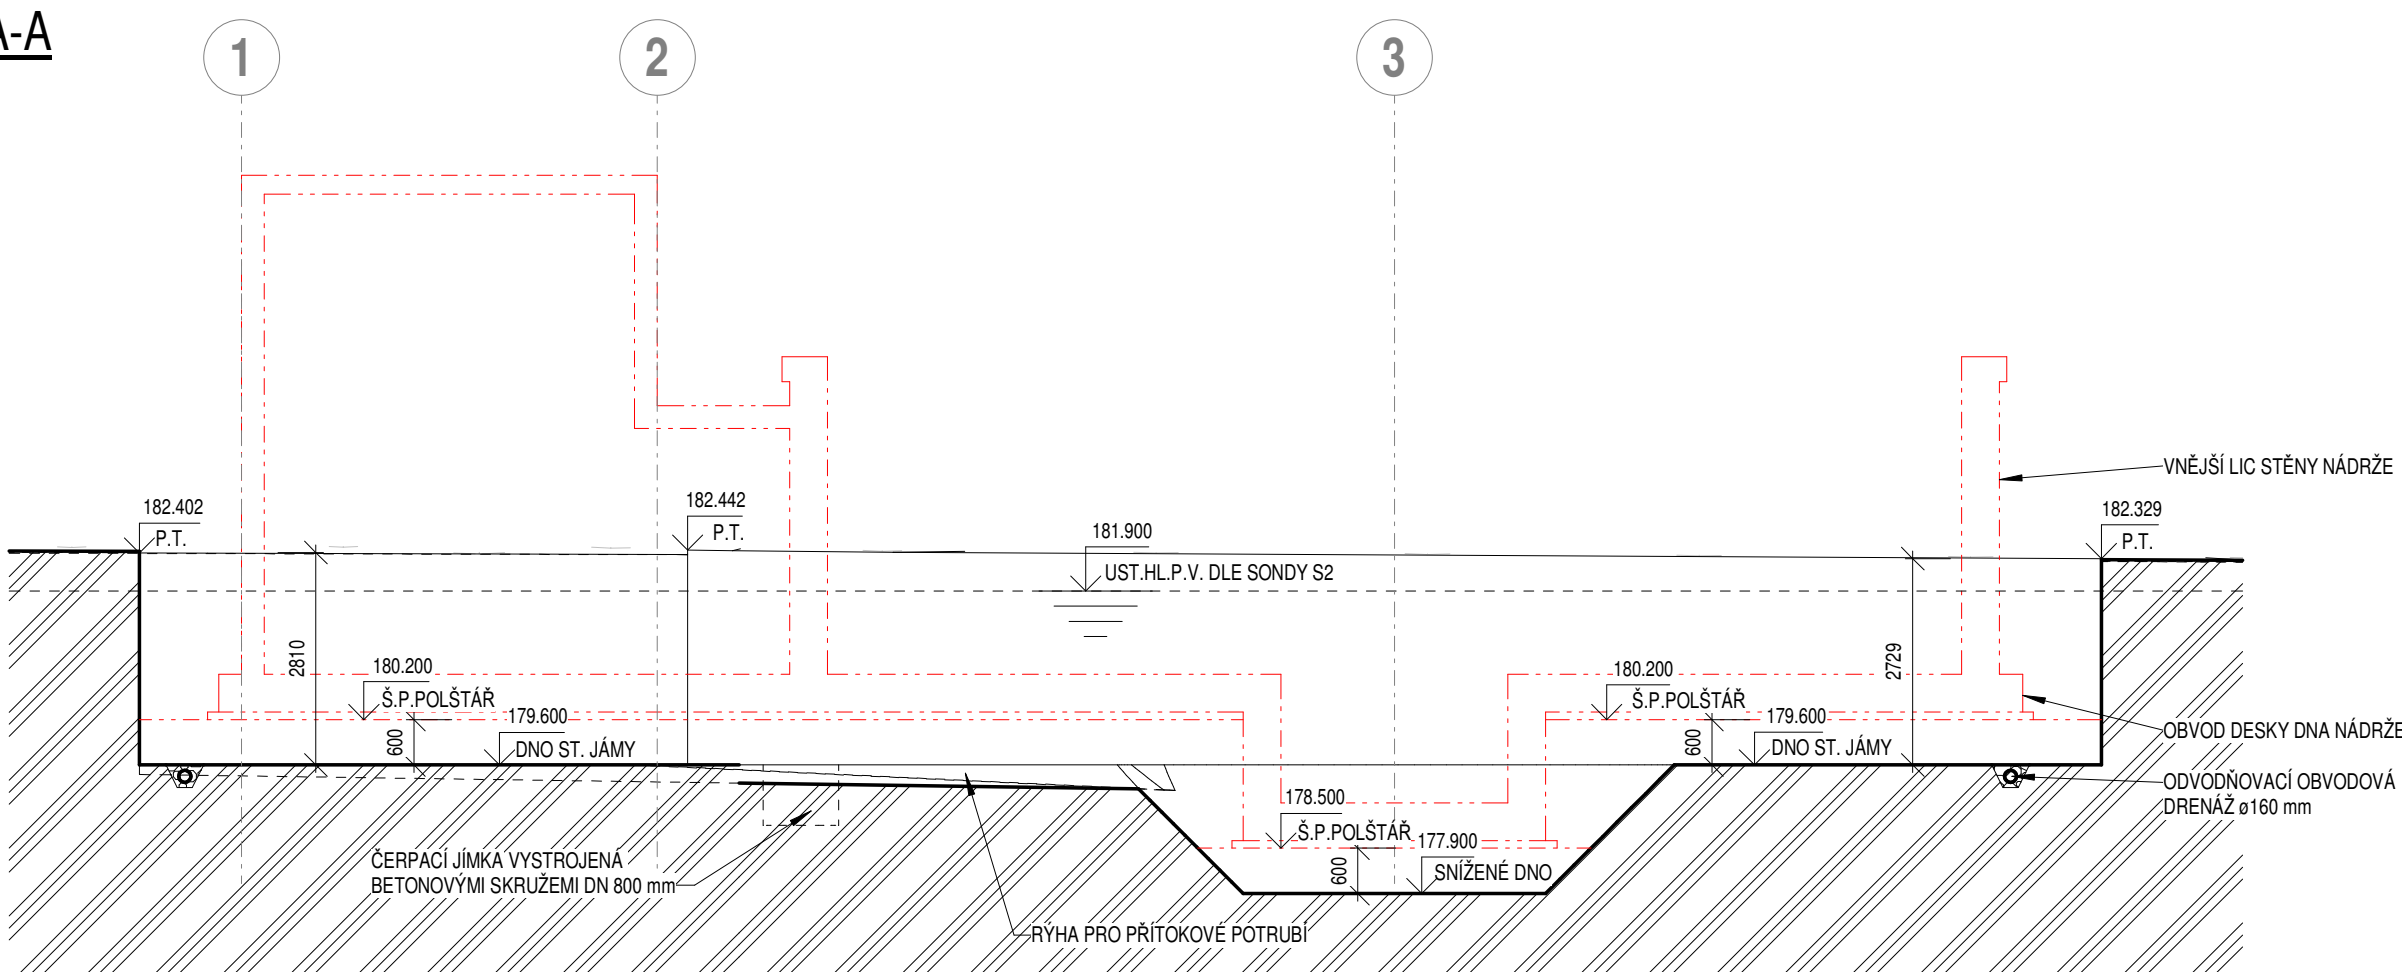 A-A
1
2
3
VNĚJŠÍ LIC STĚNY NÁDRŽE
182.402
P.T.
182.442
P.T.
181.900
UST.HL.P.V. DLE SONDY S2
182.329
P.T.
2810
2729
180.200
Š.P.POLŠTÁŘ
179.600
DNO ST. JÁMY
600
180.200
Š.P.POLŠTÁŘ
179.600
DNO ST. JÁMY
600
OBVOD DESKY DNA NÁDRŽE
ODVODŇOVACÍ OBVODOVÁ
DRENÁŽ ø160 mm
178.500
Š.P.POLŠTÁŘ
177.900
SNÍŽENÉ DNO
600
ČERPACÍ JÍMKA VYSTROJENÁ
BETONOVÝMI SKRUŽEMI DN 800 mm
RÝHA PRO PŘÍTOKOVÉ POTRUBÍ